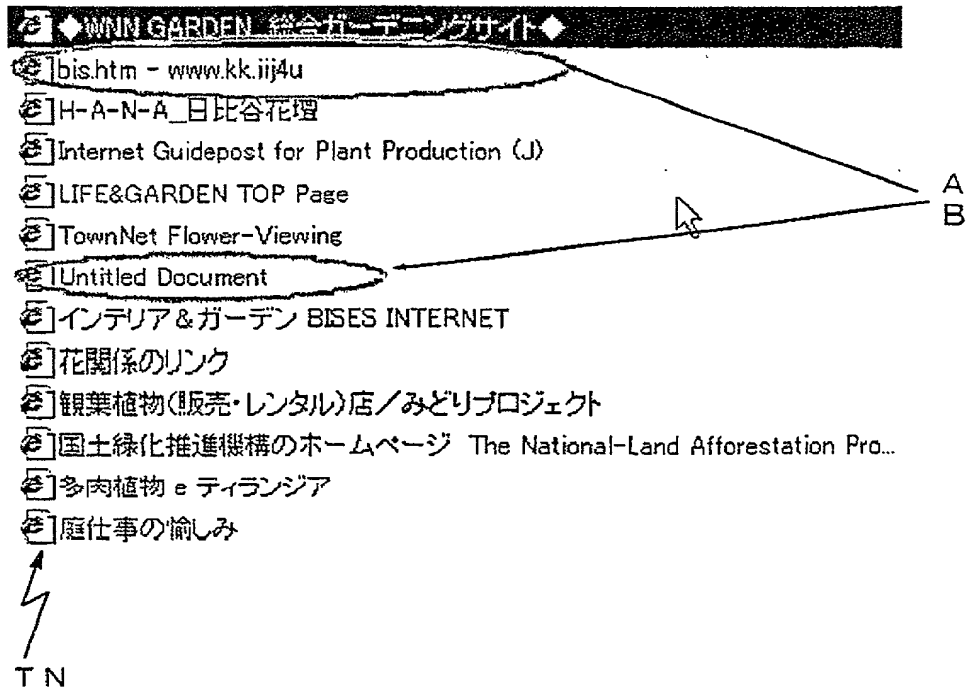 ◆WNN GARDEN 総合ガーデニングサイト◆
bis.htm - www.kk.iij4u
H-A-N-A_日比谷花壇
Internet Guidepost for Plant Production (J)
LIFE&GARDEN TOP Page
TownNet Flower-Viewing
Untitled Document
インテリア&ガーデン BISES INTERNET
花関係のリンク
観葉植物(販売・レンタル)店/みどりプロジェクト
国土緑化推進機構のホームページ The National-Land Afforestation Pro...
多肉植物 e ティランジア
庭仕事の愉しみ
A
B
TN